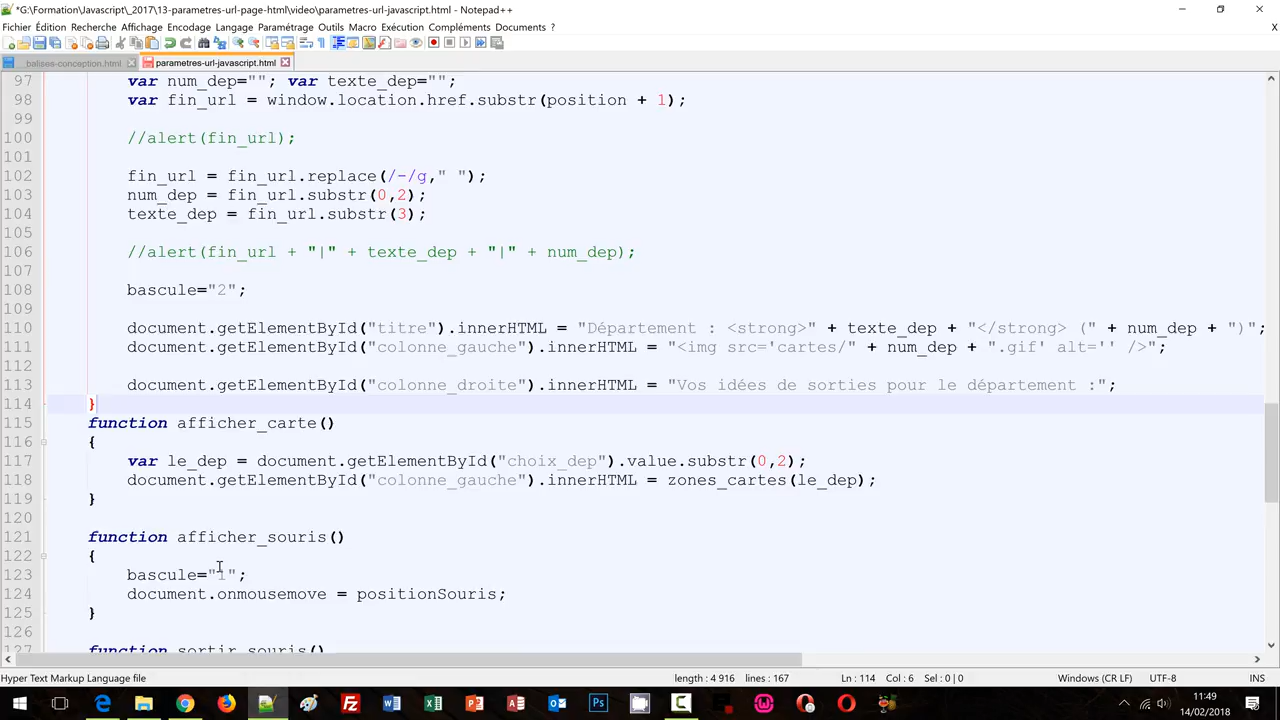 *G:\Formation\Javascript\_2017\13-parametres-url-page-html\video\parametres-url-javascript.html - Notepad++
Fichier Édition Recherche Affichage Encodage Langage Paramétrage Outils Macro Exécution Compléments Documents ?
balises-conception.html parametres-url-javascript.html
97 var num_dep=""; var texte_dep="";
98 var fin_url = window.location.href.substr(position + 1);
99
100 //alert(fin_url);
101
102 fin_url = fin_url.replace(/-/g," ");
103 num_dep = fin_url.substr(0,2);
104 texte_dep = fin_url.substr(3);
105
106 //alert(fin_url + "|" + texte_dep + "|" + num_dep);
107
108 bascule="2";
109
110 document.getElementById("titre").innerHTML = "Département : <strong>" + texte_dep + "</strong> (" + num_dep + ")";
111 document.getElementById("colonne_gauche").innerHTML = "<img src='cartes/" + num_dep + ".gif' alt='' />";
112
113 document.getElementById("colonne_droite").innerHTML = "Vos idées de sorties pour le département :";
114 }
115 function afficher_carte()
116 {
117 var le_dep = document.getElementById("choix_dep").value.substr(0,2);
118 document.getElementById("colonne_gauche").innerHTML = zones_cartes(le_dep);
119 }
120
121 function afficher_souris()
122 {
123 bascule="1";
124 document.onmousemove = positionSouris;
125 }
126
127 function sortir_souris()
Hyper Text Markup Language file length : 4 916 lines : 167 Ln : 114 Col : 6 Sel : 0 | 0 Windows (CR LF) UTF-8 INS
11:49
14/02/2018